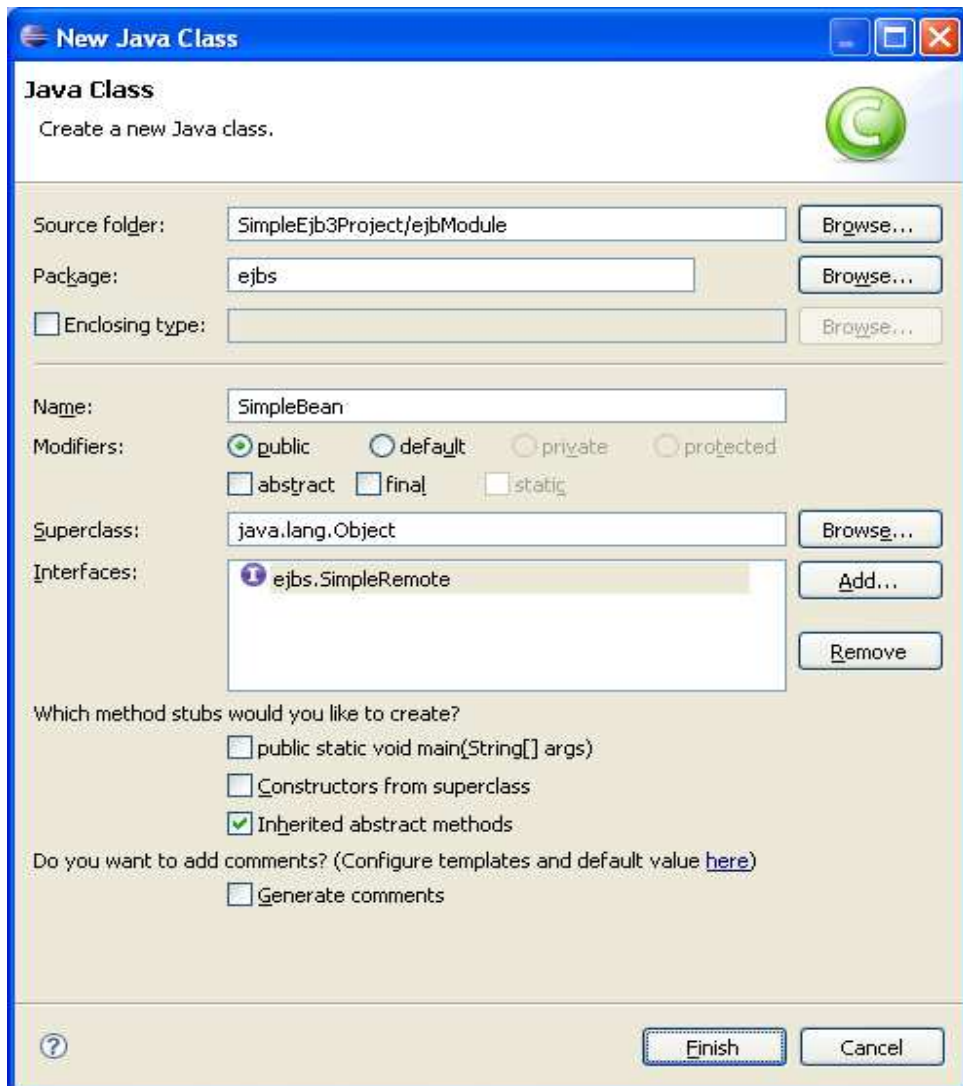 New Java Class
Java Class
Create a new Java class.
Source folder: SimpleEjb3Project/ejbModule Browse...
Package: ejbs Browse...
Enclosing type: Browse...
Name: SimpleBean
Modifiers: public default private protected
abstract final static
Superclass: java.lang.Object Browse...
Interfaces: ejbs.SimpleRemote Add...
Remove
Which method stubs would you like to create?
public static void main(String[] args)
Constructors from superclass
Inherited abstract methods
Do you want to add comments? (Configure templates and default value here)
Generate comments
Finish Cancel